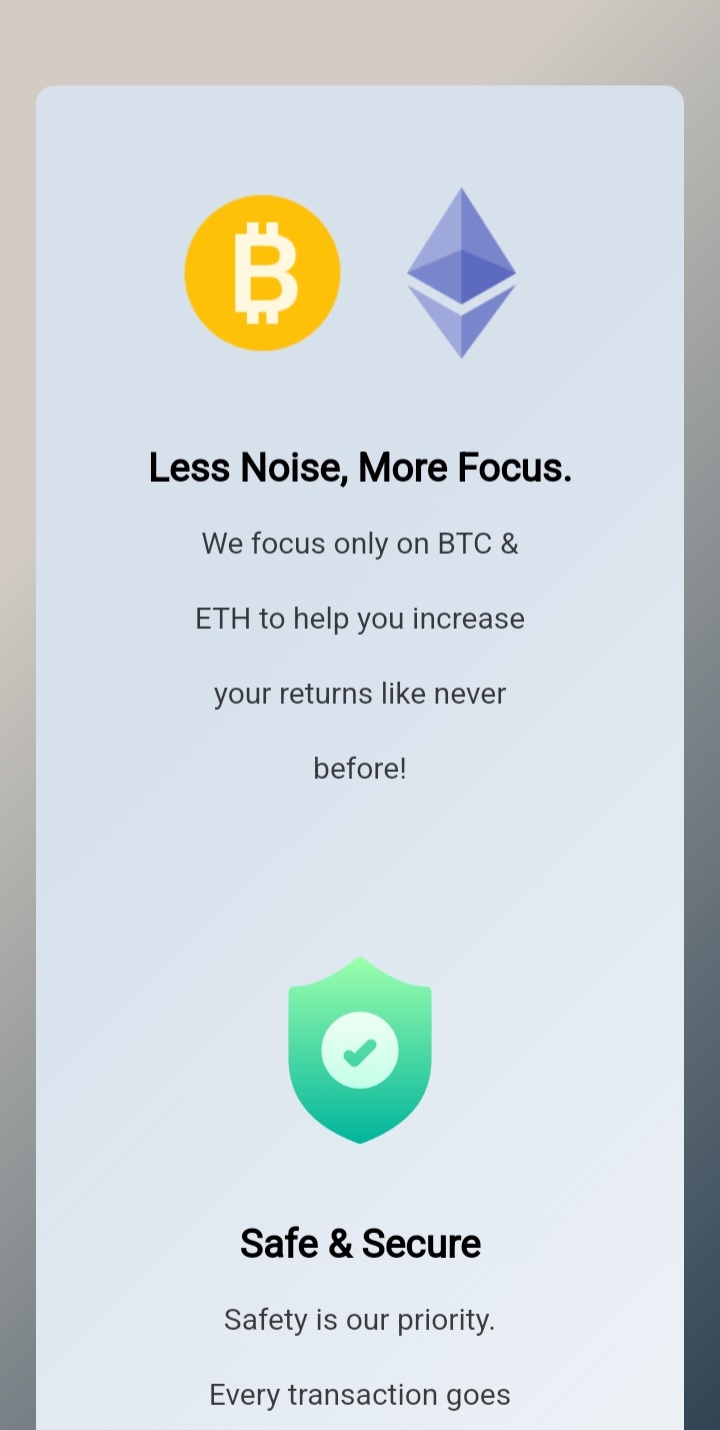 Less Noise, More Focus.
We focus only on BTC &
ETH to help you increase
your returns like never
before!
Safe & Secure
Safety is our priority.
Every transaction goes